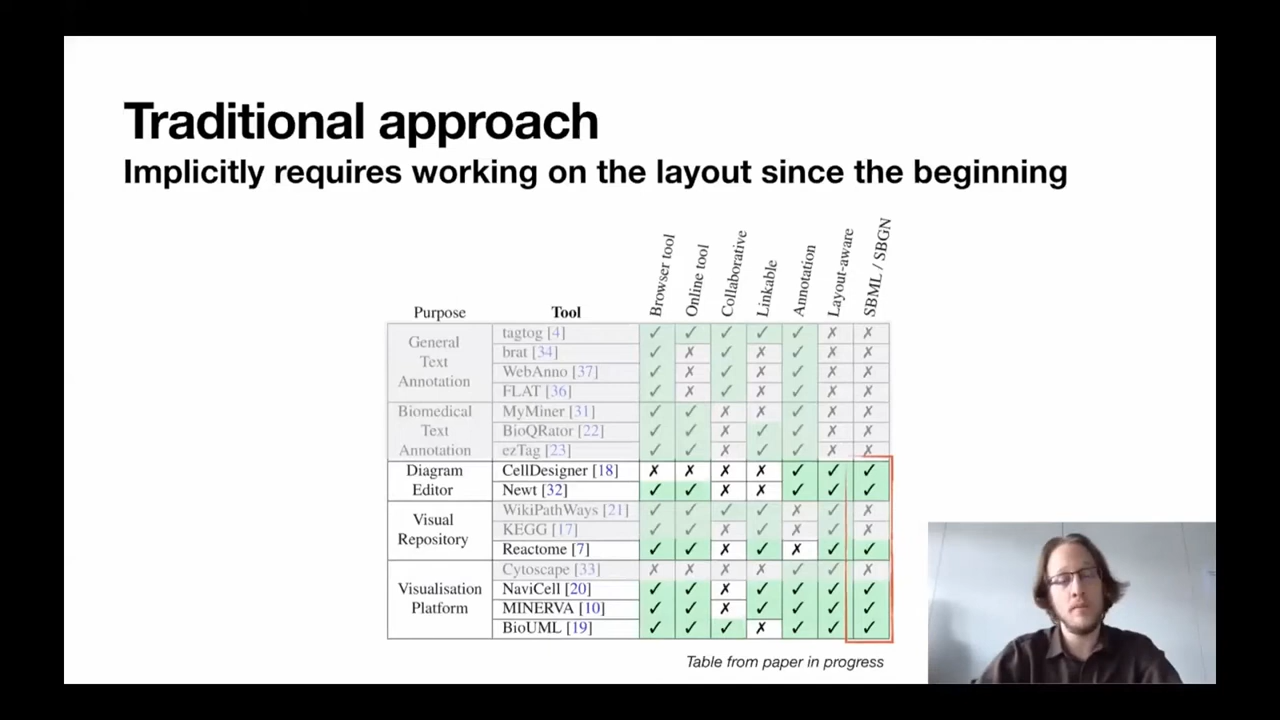 Traditional approach
Implicitly requires working on the layout since the beginning
Purpose Tool Browser tool Online tool Collaborative Linkable Annotation Layout-aware SBML / SBGN
General Text Annotation
tagtog [4] ✓ ✓ ✓ ✓ ✓ ✗ ✗
brat [34] ✓ ✗ ✓ ✗ ✓ ✗ ✗
WebAnno [37] ✓ ✗ ✓ ✗ ✓ ✗ ✗
FLAT [36] ✓ ✗ ✓ ✗ ✓ ✗ ✗
Biomedical Text Annotation
MyMiner [31] ✓ ✓ ✗ ✗ ✓ ✗ ✗
BioQRator [22] ✓ ✓ ✗ ✓ ✓ ✗ ✗
ezTag [23] ✓ ✓ ✗ ✓ ✓ ✗ ✗
Diagram Editor
CellDesigner [18] ✗ ✗ ✗ ✗ ✓ ✓ ✓
Newt [32] ✓ ✓ ✗ ✗ ✓ ✓ ✓
Visual Repository
WikiPathWays [21] ✓ ✓ ✓ ✓ ✗ ✓ ✗
KEGG [17] ✓ ✓ ✗ ✓ ✗ ✓ ✗
Reactome [7] ✓ ✓ ✗ ✓ ✗ ✓ ✓
Visualisation Platform
Cytoscape [33] ✗ ✗ ✗ ✗ ✓ ✓ ✗
NaviCell [20] ✓ ✓ ✗ ✓ ✓ ✓ ✓
MINERVA [10] ✓ ✓ ✗ ✓ ✓ ✓ ✓
BioUML [19] ✓ ✓ ✓ ✗ ✓ ✓ ✓
Table from paper in progress